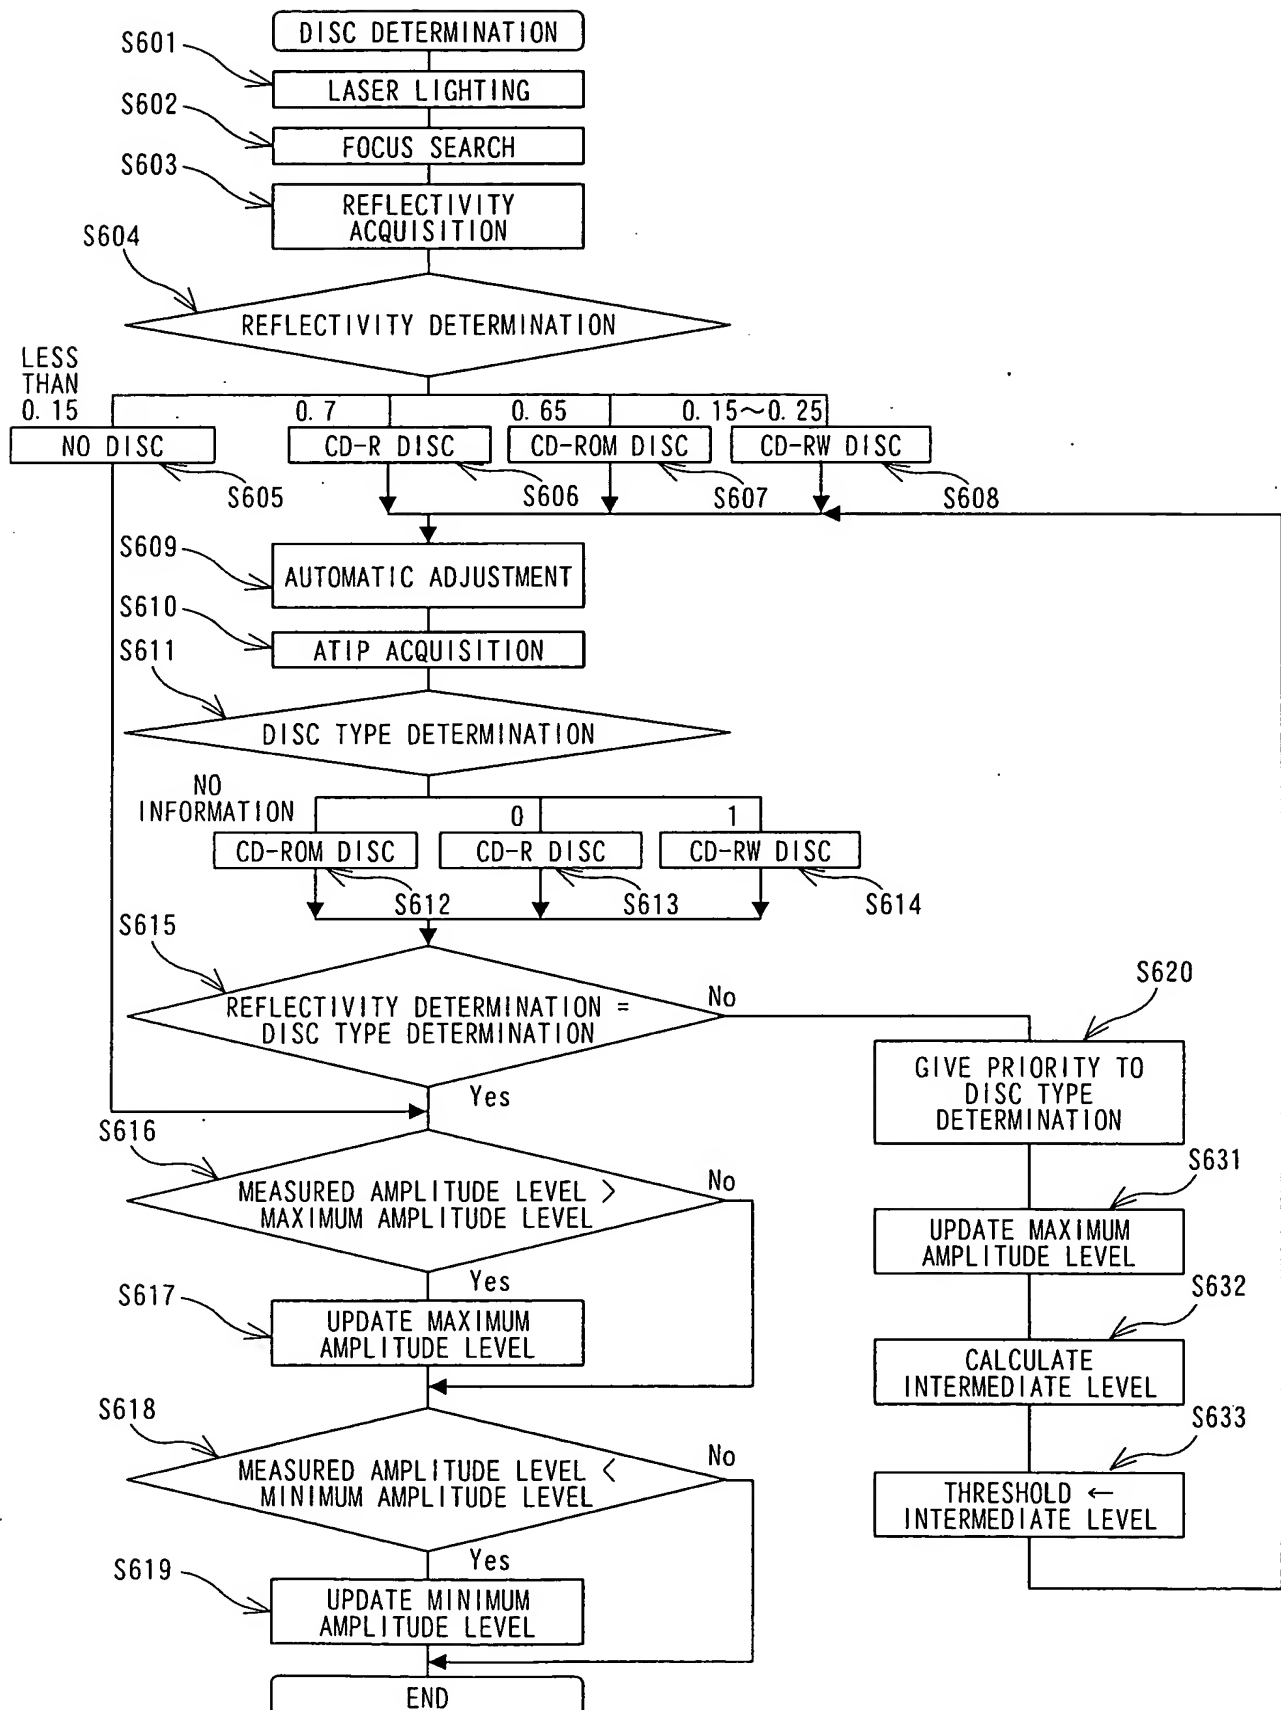 DISC DETERMINATION
S601
LASER LIGHTING
S602
FOCUS SEARCH
S603
REFLECTIVITY
ACQUISITION
S604
REFLECTIVITY DETERMINATION
LESS
THAN
0.15
0.7
0.65
0.15~0.25
NO DISC
CD-R DISC
CD-ROM DISC
CD-RW DISC
S605
S606
S607
S608
S609
AUTOMATIC ADJUSTMENT
S610
ATIP ACQUISITION
S611
DISC TYPE DETERMINATION
NO
INFORMATION
0
1
CD-ROM DISC
CD-R DISC
CD-RW DISC
S612
S613
S614
S615
REFLECTIVITY DETERMINATION =
DISC TYPE DETERMINATION
No
Yes
S620
GIVE PRIORITY TO
DISC TYPE
DETERMINATION
S616
MEASURED AMPLITUDE LEVEL >
MAXIMUM AMPLITUDE LEVEL
No
Yes
S631
UPDATE MAXIMUM
AMPLITUDE LEVEL
S617
UPDATE MAXIMUM
AMPLITUDE LEVEL
S632
CALCULATE
INTERMEDIATE LEVEL
S618
MEASURED AMPLITUDE LEVEL <
MINIMUM AMPLITUDE LEVEL
No
Yes
S633
THRESHOLD ←
INTERMEDIATE LEVEL
S619
UPDATE MINIMUM
AMPLITUDE LEVEL
END